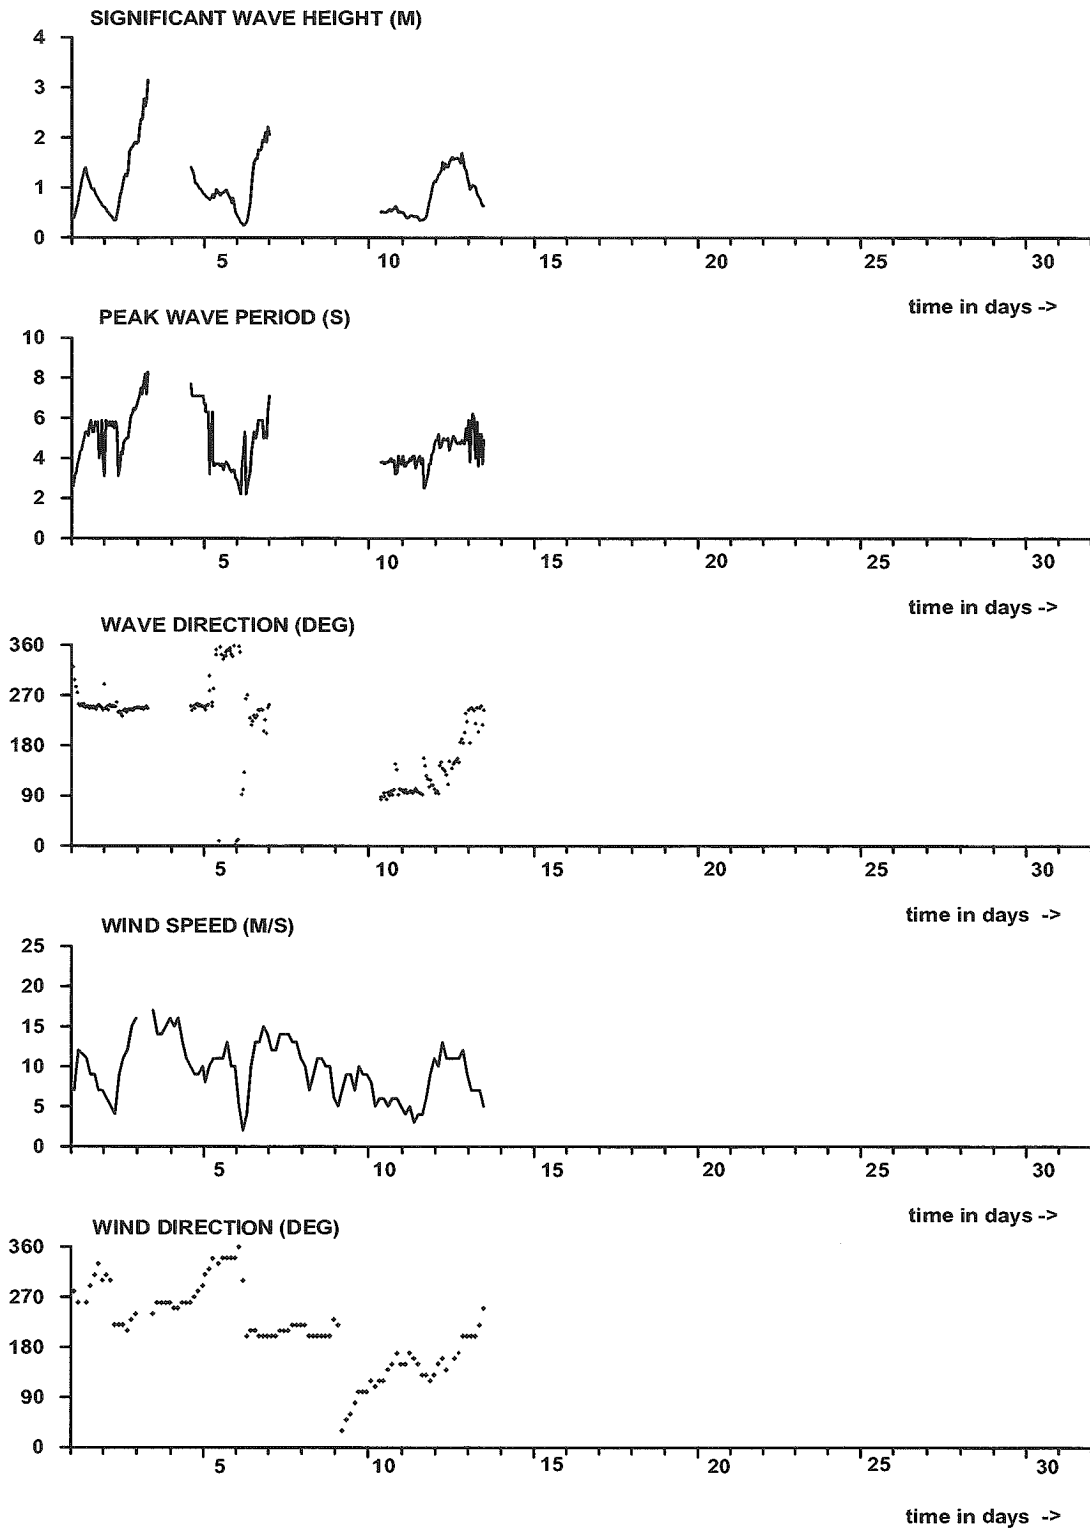 SIGNIFICANT WAVE HEIGHT (M)
4
3
2
1
0
5 10 15 20 25 30
time in days ->
PEAK WAVE PERIOD (S)
10
8
6
4
2
0
5 10 15 20 25 30
time in days ->
WAVE DIRECTION (DEG)
360
270
180
90
0
5 10 15 20 25 30
time in days ->
WIND SPEED (M/S)
25
20
15
10
5
0
5 10 15 20 25 30
time in days ->
WIND DIRECTION (DEG)
360
270
180
90
0
5 10 15 20 25 30
time in days ->